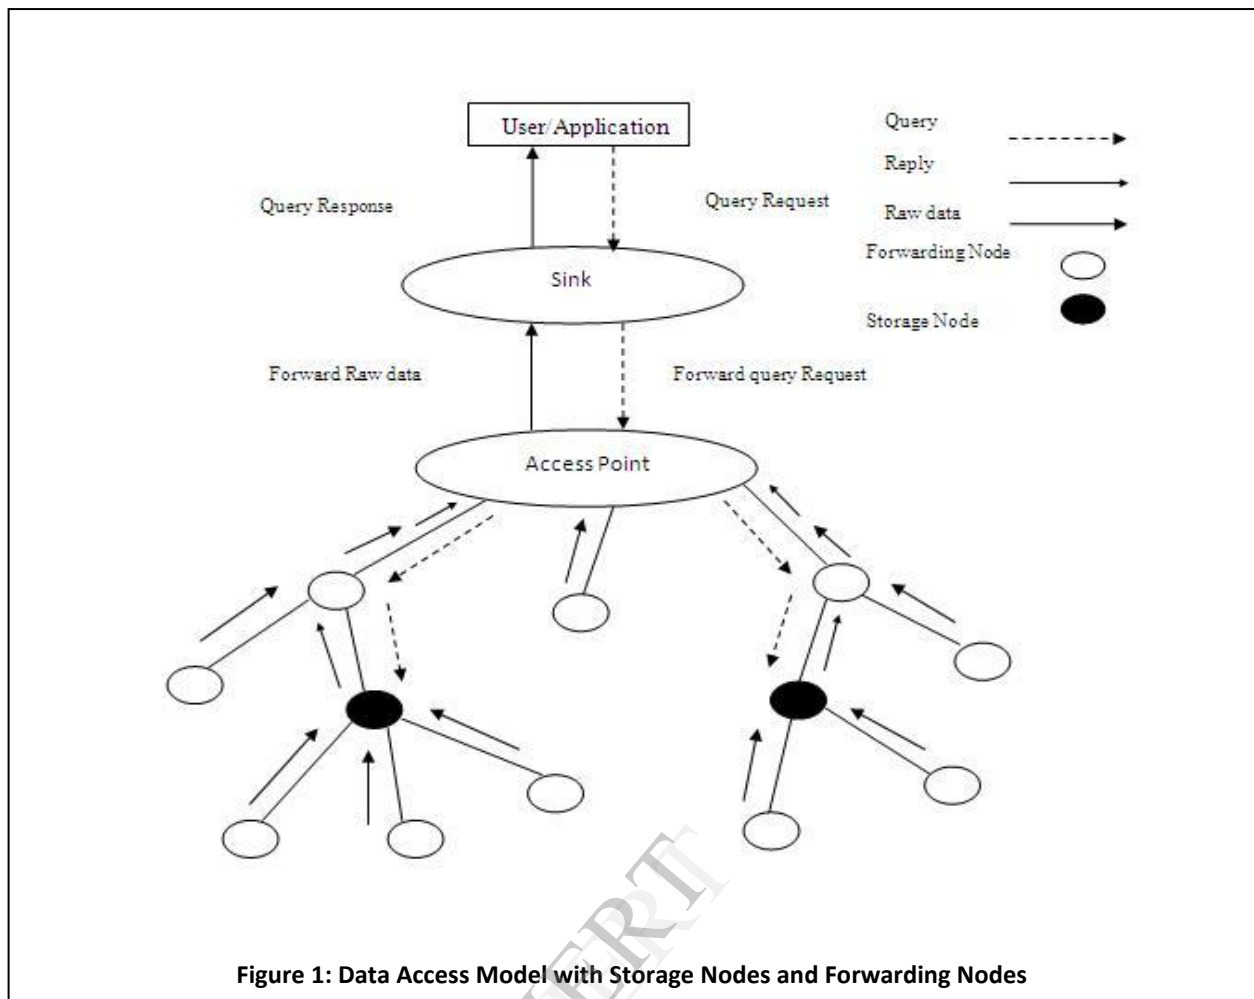 User/Application
Query
Reply
Query Response
Query Request
Raw data
Forwarding Node
Sink
Storage Node
Forward Raw data
Forward query Request
Access Point
Figure 1: Data Access Model with Storage Nodes and Forwarding Nodes